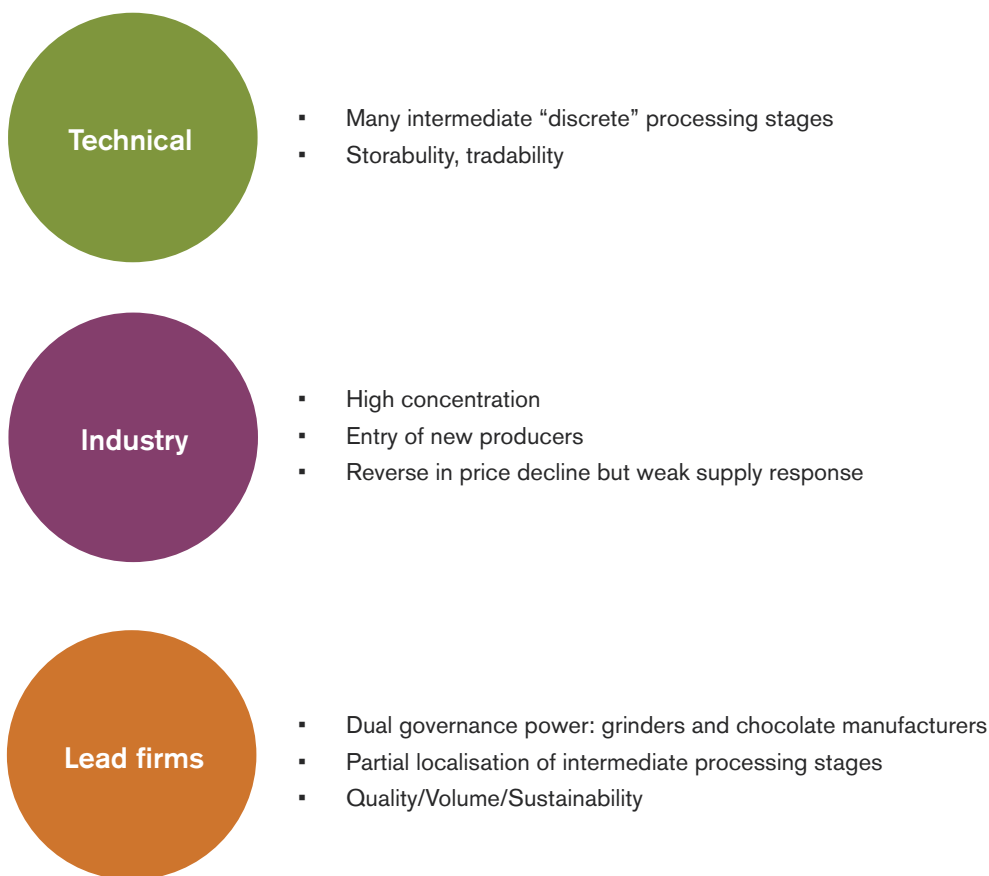 Technical
▪ Many intermediate “discrete” processing stages
▪ Storabulity, tradability
Industry
▪ High concentration
▪ Entry of new producers
▪ Reverse in price decline but weak supply response
Lead firms
▪ Dual governance power: grinders and chocolate manufacturers
▪ Partial localisation of intermediate processing stages
▪ Quality/Volume/Sustainability